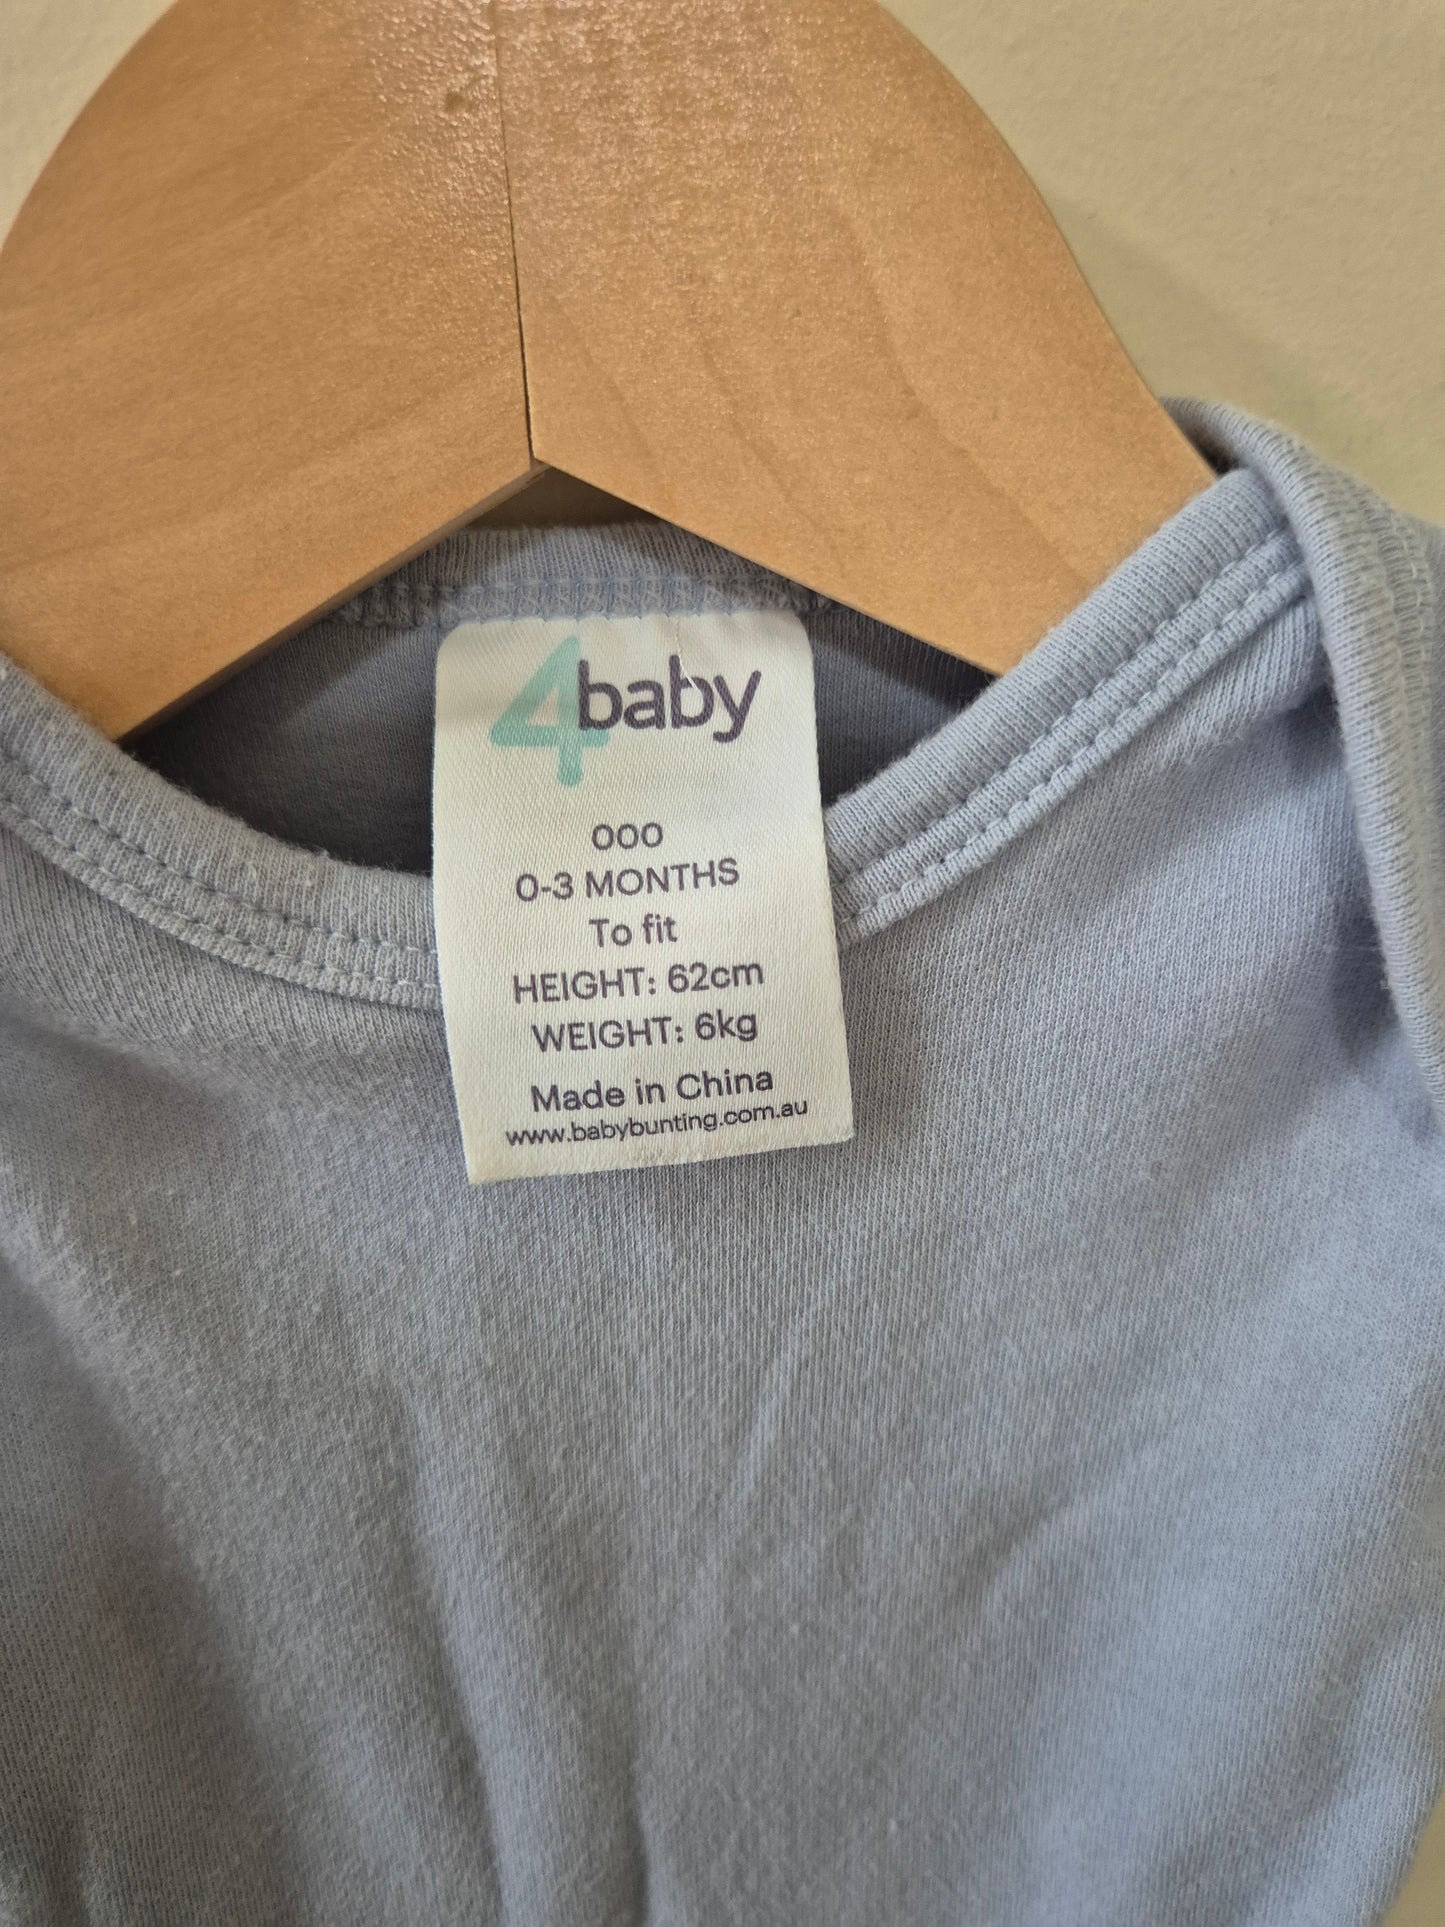 4baby
000
0-3 MONTHS
To fit
HEIGHT: 62cm
WEIGHT: 6kg
Made in China
www.babybunting.com.au